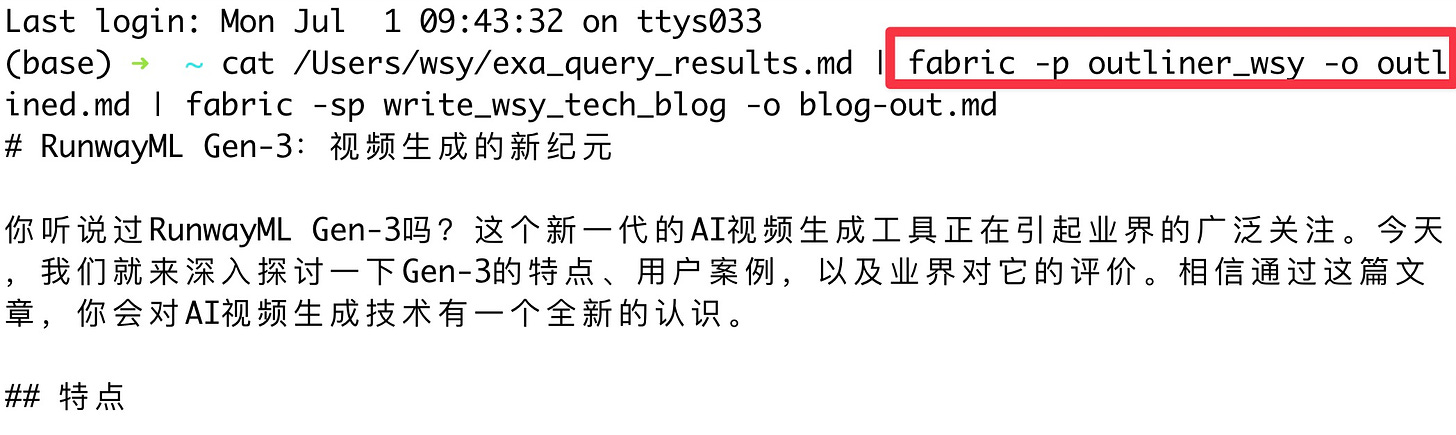 Last login: Mon Jul  1 09:43:32 on ttys033
(base) ➜  ~ cat /Users/wsy/exa_query_results.md | fabric -p outliner_wsy -o outl
ined.md | fabric -sp write_wsy_tech_blog -o blog-out.md
# RunwayML Gen-3：视频生成的新纪元
你听说过RunwayML Gen-3吗？这个新一代的AI视频生成工具正在引起业界的广泛关注。今天
，我们就来深入探讨一下Gen-3的特点、用户案例，以及业界对它的评价。相信通过这篇文
章，你会对AI视频生成技术有一个全新的认识。
## 特点